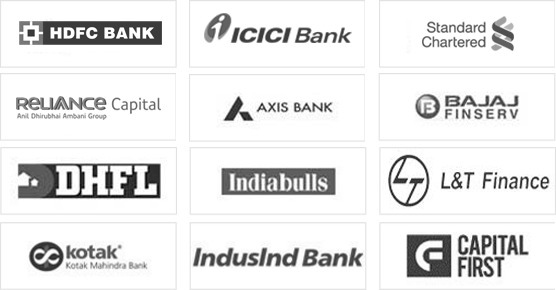 HDFC BANK
ICICI Bank
Standard
Chartered
RELIANCE Capital
Anil Dhirubhai Ambani Group
AXIS BANK
BAJAJ
FINSERV
DHFL
Indiabulls
LT L&T Finance
kotak®
Kotak Mahindra Bank
IndusInd Bank
CAPITAL
FIRST